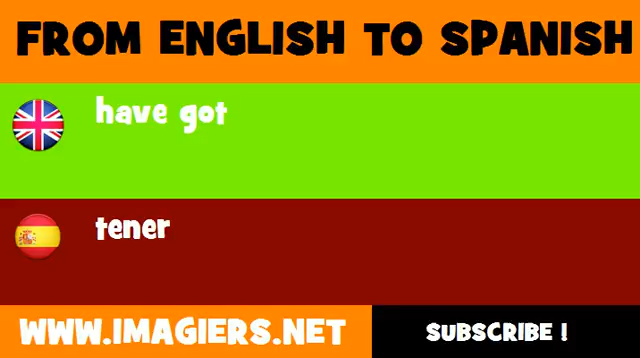 FROM ENGLISH TO SPANISH
have got
tener
WWW.IMAGIERS.NET
SUBSCRIBE !